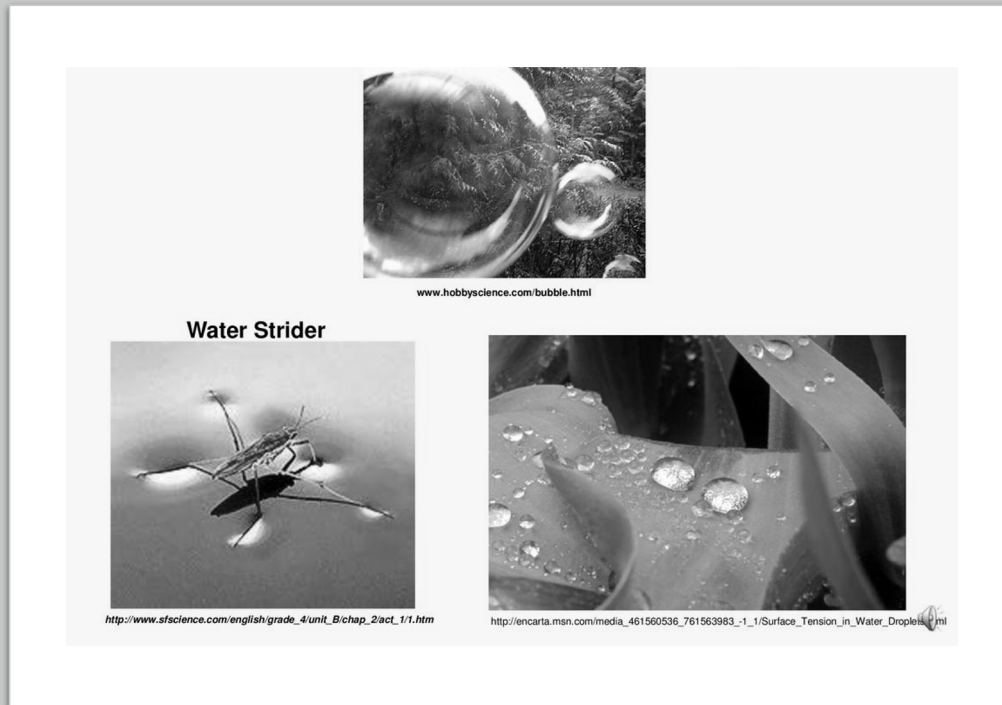 www.hobbyscience.com/bubble.html
Water Strider
http://www.sfscience.com/english/grade_4/unit_B/chap_2/act_1/1.htm
http://encarta.msn.com/media_461560536_761563983_-1_1/Surface_Tension_in_Water_Droplets